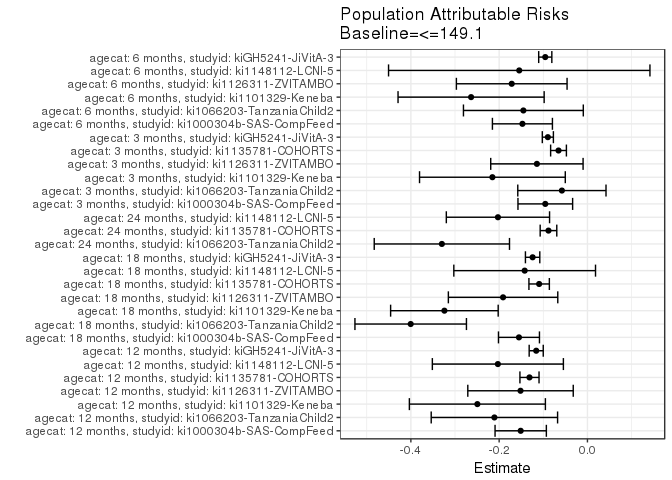 Population Attributable Risks
Baseline=<=149.1
agecat: 6 months, studyid: kiGH5241-JiVitA-3
agecat: 6 months, studyid: ki1148112-LCNI-5
agecat: 6 months, studyid: ki1126311-ZVITAMBO
agecat: 6 months, studyid: ki1101329-Keneba
agecat: 6 months, studyid: ki1066203-TanzaniaChild2
agecat: 6 months, studyid: ki1000304b-SAS-CompFeed
agecat: 3 months, studyid: kiGH5241-JiVitA-3
agecat: 3 months, studyid: ki1135781-COHORTS
agecat: 3 months, studyid: ki1126311-ZVITAMBO
agecat: 3 months, studyid: ki1101329-Keneba
agecat: 3 months, studyid: ki1066203-TanzaniaChild2
agecat: 3 months, studyid: ki1000304b-SAS-CompFeed
agecat: 24 months, studyid: ki1148112-LCNI-5
agecat: 24 months, studyid: ki1135781-COHORTS
agecat: 24 months, studyid: ki1066203-TanzaniaChild2
agecat: 18 months, studyid: kiGH5241-JiVitA-3
agecat: 18 months, studyid: ki1148112-LCNI-5
agecat: 18 months, studyid: ki1135781-COHORTS
agecat: 18 months, studyid: ki1126311-ZVITAMBO
agecat: 18 months, studyid: ki1101329-Keneba
agecat: 18 months, studyid: ki1066203-TanzaniaChild2
agecat: 18 months, studyid: ki1000304b-SAS-CompFeed
agecat: 12 months, studyid: kiGH5241-JiVitA-3
agecat: 12 months, studyid: ki1148112-LCNI-5
agecat: 12 months, studyid: ki1135781-COHORTS
agecat: 12 months, studyid: ki1126311-ZVITAMBO
agecat: 12 months, studyid: ki1101329-Keneba
agecat: 12 months, studyid: ki1066203-TanzaniaChild2
agecat: 12 months, studyid: ki1000304b-SAS-CompFeed
-0.4 -0.2 0.0
Estimate